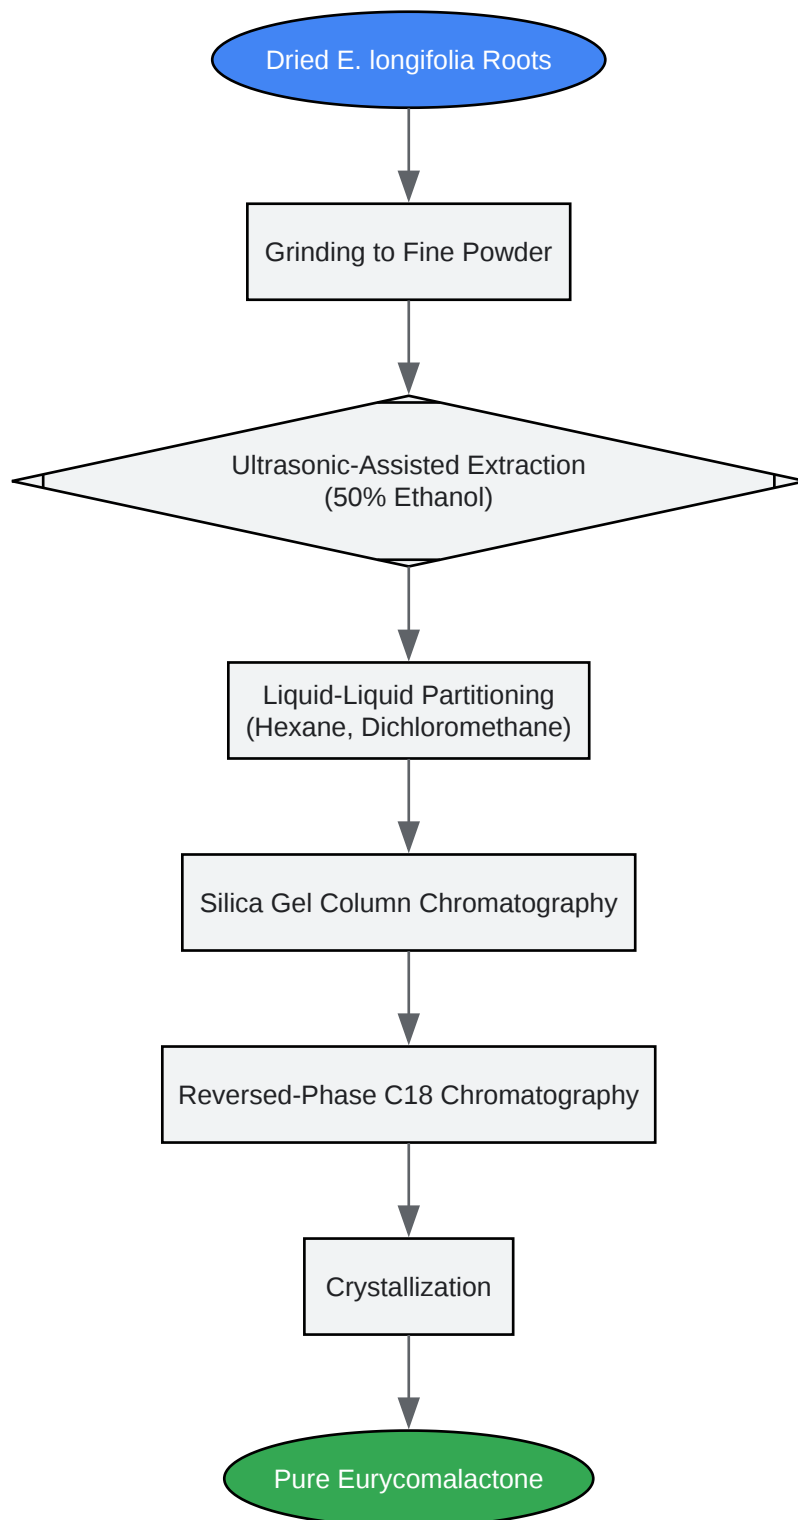 Dried E. longifolia Roots
Grinding to Fine Powder
Ultrasonic-Assisted Extraction
(50% Ethanol)
Liquid-Liquid Partitioning
(Hexane, Dichloromethane)
Silica Gel Column Chromatography
Reversed-Phase C18 Chromatography
Crystallization
Pure Eurycomalactone